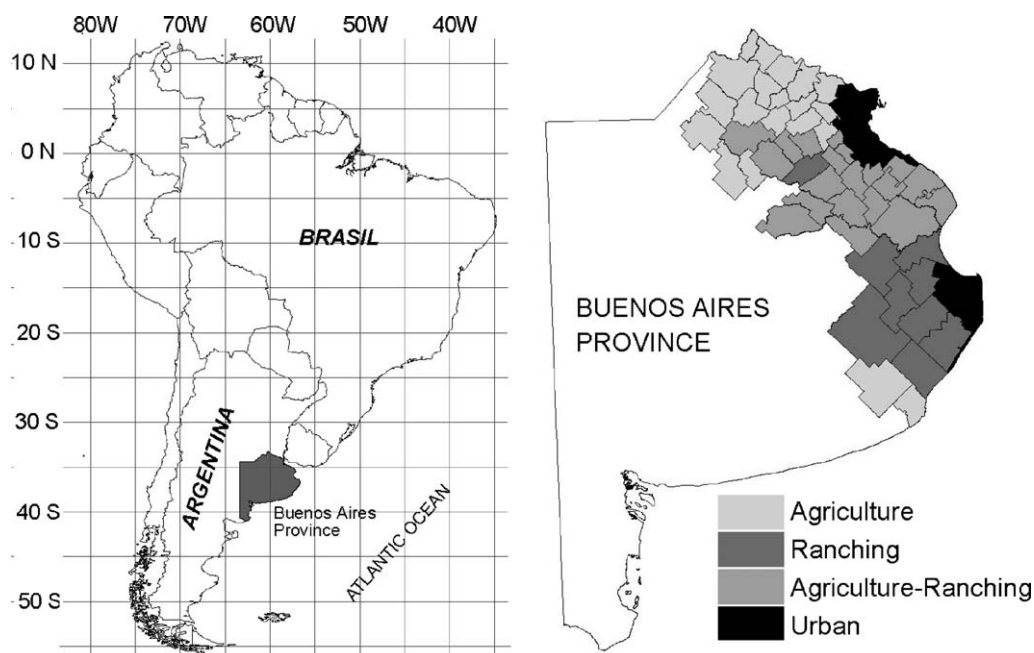 80W 70W 60W 50W 40W
10 N
0 N
10 S
20 S
30 S
40 S
50 S
BRASIL
ARGENTINA
Buenos Aires
Province
ATLANTIC OCEAN
BUENOS AIRES
PROVINCE
Agriculture
Ranching
Agriculture-Ranching
Urban